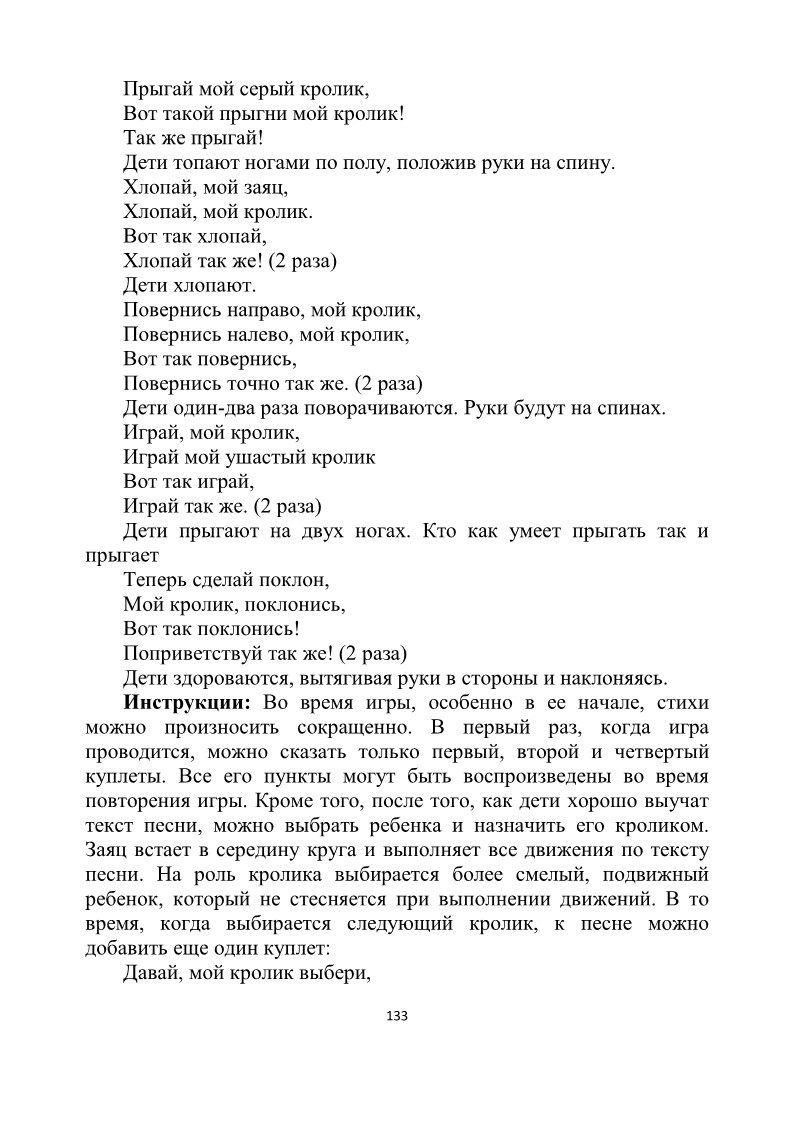 Прыгай мой серый кролик,
Вот такой прыгни мой кролик!
Так же прыгай!
Дети топают ногами по полу, положив руки на спину.
Хлопай, мой заяц,
Хлопай, мой кролик.
Вот так хлопай,
Хлопай так же! (2 раза)
Дети хлопают.
Повернись направо, мой кролик,
Повернись налево, мой кролик,
Вот так повернись,
Повернись точно так же. (2 раза)
Дети один-два раза поворачиваются. Руки будут на спинах.
Играй, мой кролик,
Играй мой ушастый кролик
Вот так играй,
Играй так же. (2 раза)
Дети прыгают на двух ногах. Кто как умеет прыгать так и
прыгает
Теперь сделай поклон,
Мой кролик, поклонись,
Вот так поклонись!
Поприветствуй так же! (2 раза)
Дети здороваются, вытягивая руки в стороны и наклоняясь.
Инструкции: Во время игры, особенно в ее начале, стихи
можно произносить сокращенно. В первый раз, когда игра
проводится, можно сказать только первый, второй и четвертый
куплеты. Все его пункты могут быть воспроизведены во время
повторения игры. Кроме того, после того, как дети хорошо выучат
текст песни, можно выбрать ребенка и назначить его кроликом.
Заяц встает в середину круга и выполняет все движения по тексту
песни. На роль кролика выбирается более смелый, подвижный
ребенок, который не стесняется при выполнении движений. В то
время, когда выбирается следующий кролик, к песне можно
добавить еще один куплет:
Давай, мой кролик выбери,
133